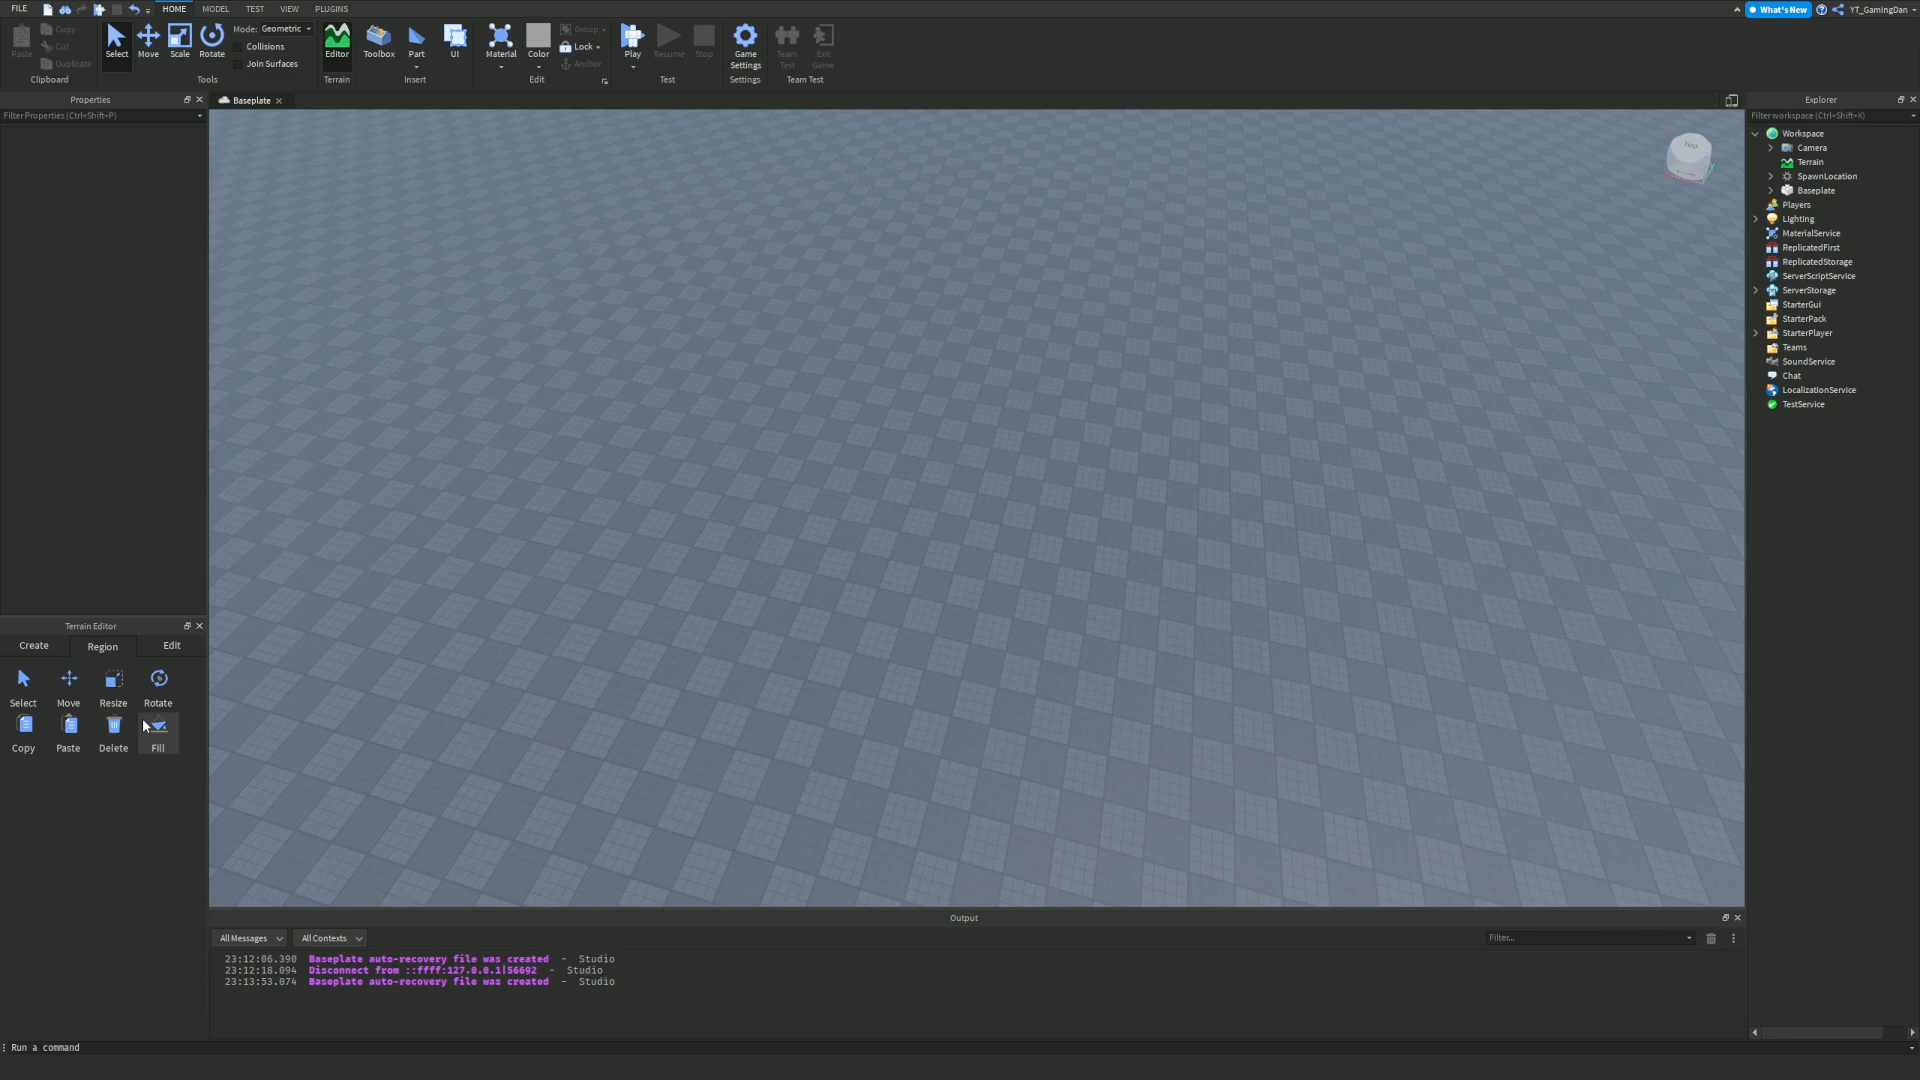 FILE HOME MODEL TEST VIEW PLUGINS What's New YT_GamingDan
Paste Copy Cut Duplicate Clipboard
Select Move Scale Rotate Mode: Geometric Collisions Join Surfaces Tools
Editor Terrain
Toolbox Part UI Insert
Material Color Group Lock Anchor Edit
Play Resume Stop Test
Game Settings Settings
Team Test Exit Game Team Test
Properties
Filter Properties (Ctrl+Shift+P)
Baseplate
Top
Explorer
Filter workspace (Ctrl+Shift+X)
Workspace
Camera
Terrain
SpawnLocation
Baseplate
Players
Lighting
MaterialService
ReplicatedFirst
ReplicatedStorage
ServerScriptService
ServerStorage
StarterGui
StarterPack
StarterPlayer
Teams
SoundService
Chat
LocalizationService
TestService
Terrain Editor
Create Region Edit
Select Move Resize Rotate
Copy Paste Delete Fill
Output
All Messages All Contexts Filter...
23:12:06.390 Baseplate auto-recovery file was created - Studio
23:12:18.094 Disconnect from ::ffff:127.0.0.1|56692 - Studio
23:13:53.074 Baseplate auto-recovery file was created - Studio
Run a command